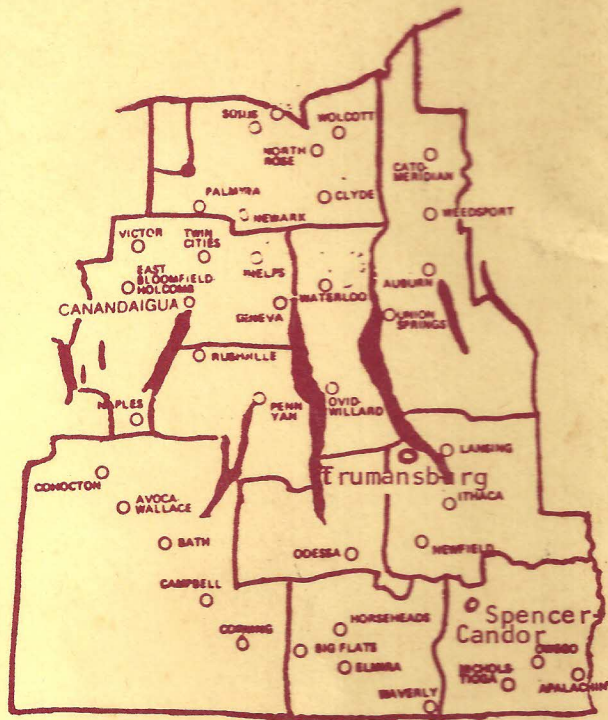 SODUS
WOLCOTT
NORTH
ROSE
CATO-
MERIDIAN
PALMYRA
CLYDE
NEWARK
WEEDSPORT
VICTOR
TWIN
CITIES
PHELPS
EAST
BLOOMFIELD-
HOLCOMB
AUBURN
WATERLOO
CANANDAIGUA
GENEVA
UNION
SPRINGS
RUSHVILLE
NAPLES
PENN
YAN
OVID-
WILLARD
LANSING
Trumansburg
COHOCTON
ITHACA
AVOCA-
WALLACE
BATH
ODESSA
NEWFIELD
CAMPBELL
Spencer-
Candor
HORSEHEADS
CORNING
BIG FLATS
OWEGO
ELMIRA
NICHOLS
TIOGA
APALACHIN
WAVERLY